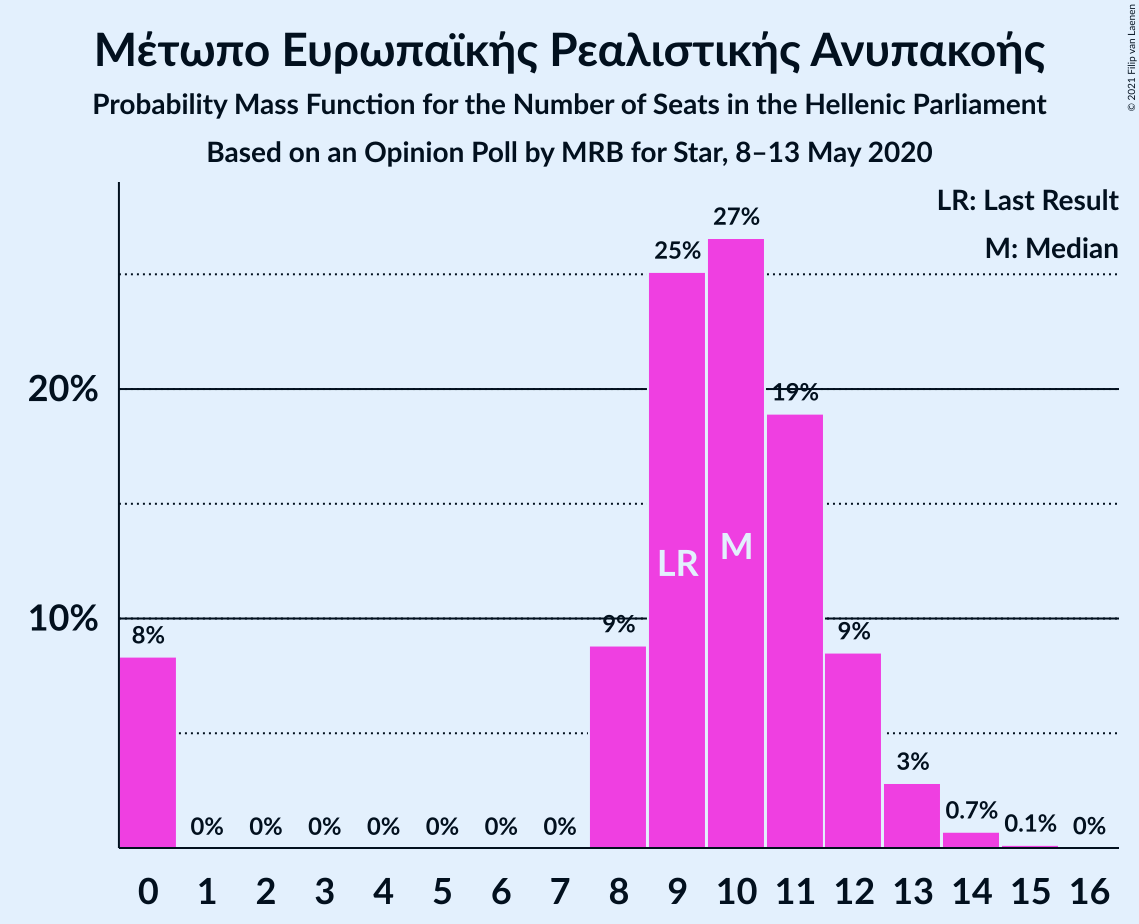 Μέτωπο Ευρωπαϊκής Ρεαλιστικής Ανυπακοής
Probability Mass Function for the Number of Seats in the Hellenic Parliament
Based on an Opinion Poll by MRB for Star, 8–13 May 2020
© 2021 Filip van Laenen
LR: Last Result
M: Median
20%
10%
8% 0% 0% 0% 0% 0% 0% 0% 9% 25% 27% 19% 9% 3% 0.7% 0.1% 0%
LR M
0 1 2 3 4 5 6 7 8 9 10 11 12 13 14 15 16